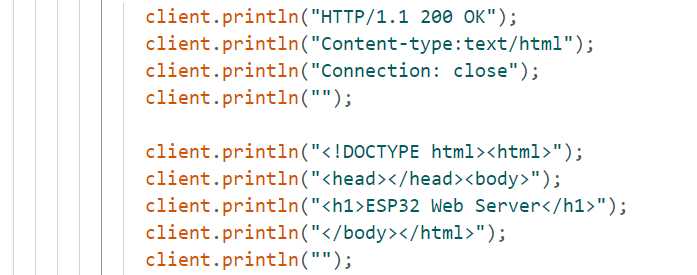 client.println("HTTP/1.1 200 OK");
client.println("Content-type:text/html");
client.println("Connection: close");
client.println("");
client.println("<!DOCTYPE html><html>");
client.println("<head></head><body>");
client.println("<h1>ESP32 Web Server</h1>");
client.println("</body></html>");
client.println("");